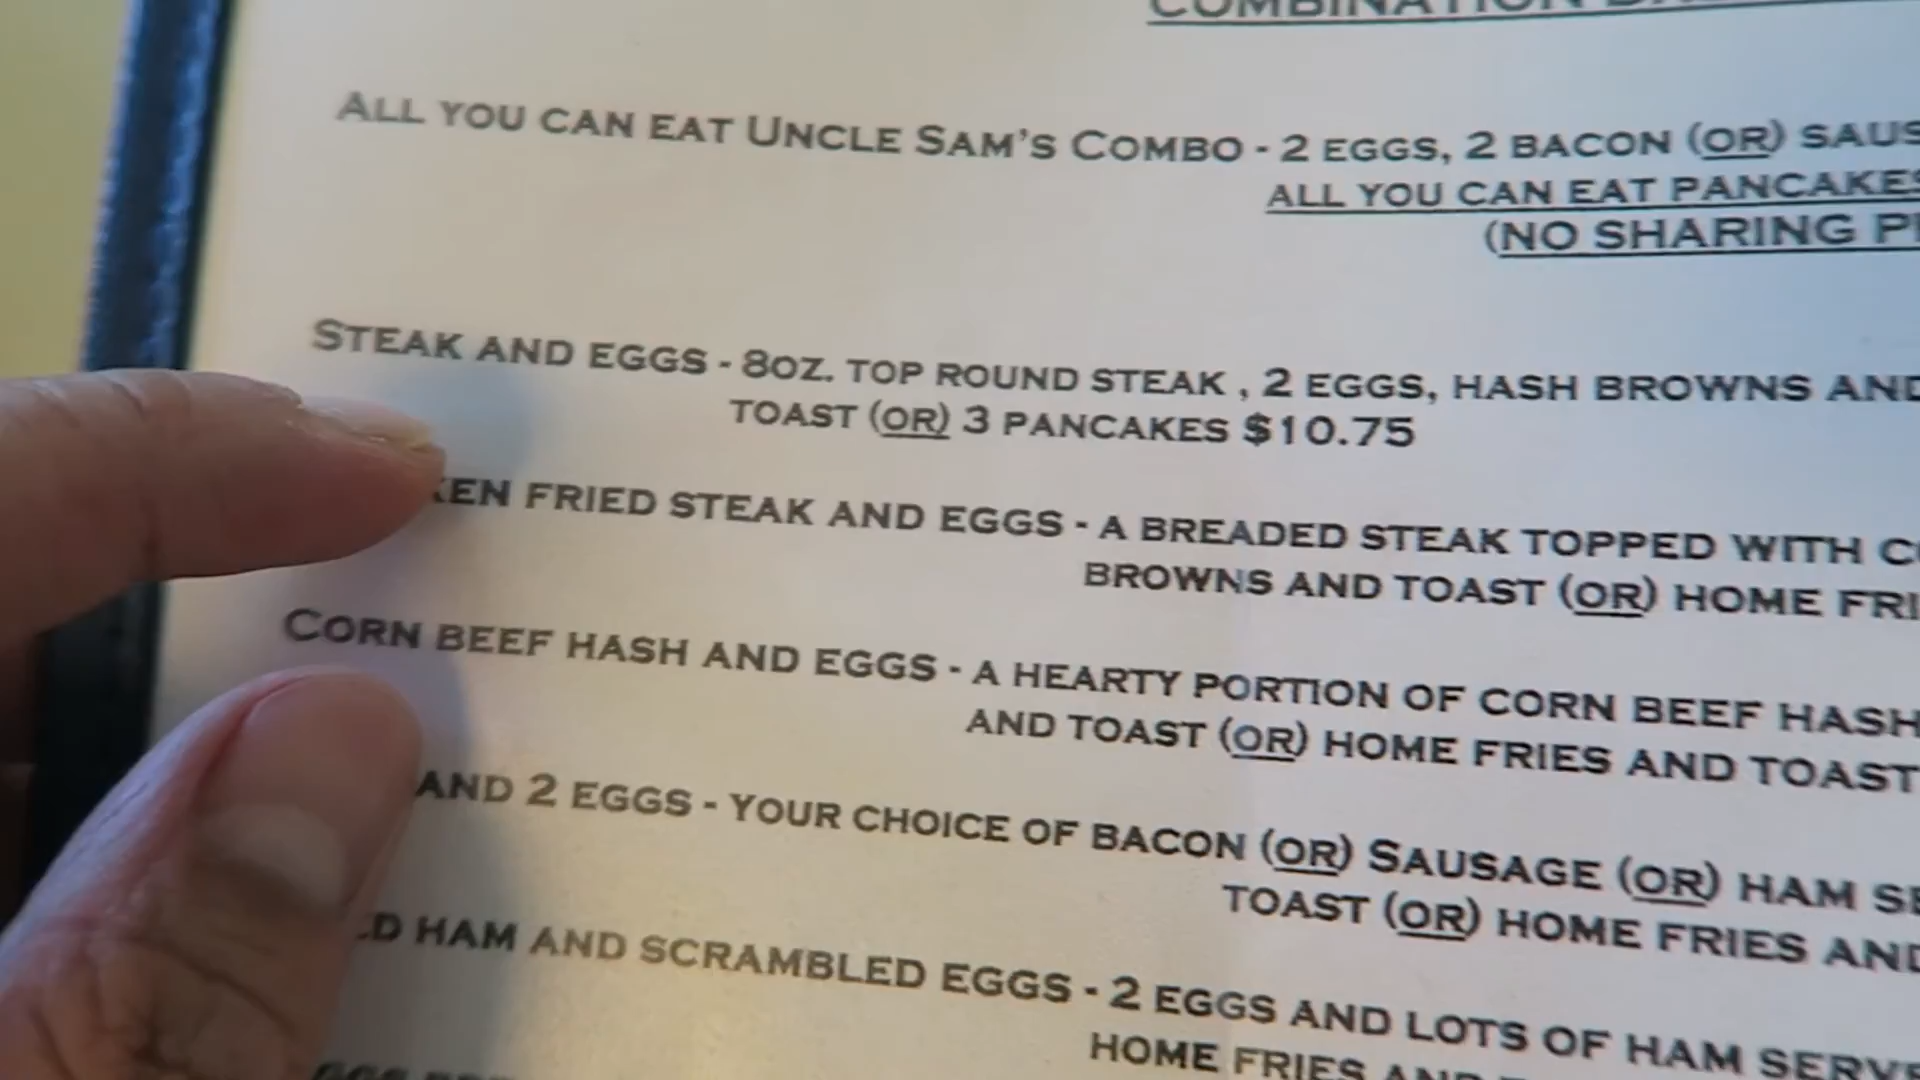 COMBINATION
ALL YOU CAN EAT UNCLE SAM'S COMBO - 2 EGGS, 2 BACON (OR) SAUS
ALL YOU CAN EAT PANCAKES
(NO SHARING
STEAK AND EGGS - 8OZ. TOP ROUND STEAK , 2 EGGS, HASH BROWNS AND
TOAST (OR) 3 PANCAKES $10.75
KEN FRIED STEAK AND EGGS - A BREADED STEAK TOPPED WITH
BROWNS AND TOAST (OR) HOME FRI
CORN BEEF HASH AND EGGS - A HEARTY PORTION OF CORN BEEF HASH
AND TOAST (OR) HOME FRIES AND TOAST
AND 2 EGGS - YOUR CHOICE OF BACON (OR) SAUSAGE (OR) HAM SE
TOAST (OR) HOME FRIES AND
D HAM AND SCRAMBLED EGGS - 2 EGGS AND LOTS OF HAM SERVE
HOME FRIES AND